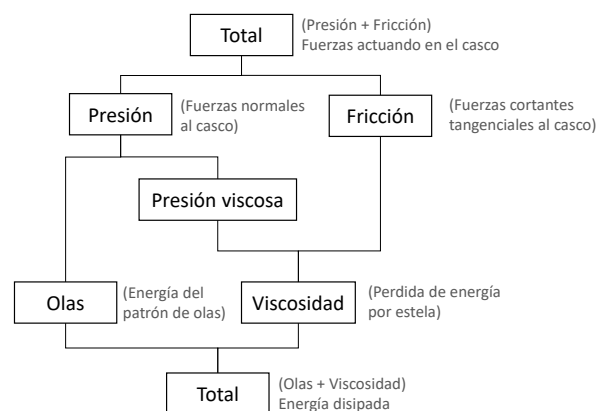 Total
(Presión + Fricción)
Fuerzas actuando en el casco
Presión
(Fuerzas normales
al casco)
Fricción
(Fuerzas cortantes
tangenciales al casco)
Presión viscosa
Olas
(Energía del
patrón de olas)
Viscosidad
(Perdida de energía
por estela)
Total
(Olas + Viscosidad)
Energía disipada